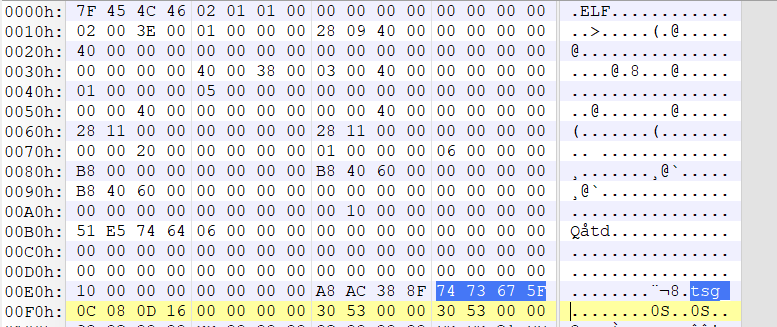 0000h: 7F 45 4C 46 02 01 01 00 00 00 00 00 00 00 00 00 .ELF............
0010h: 02 00 3E 00 01 00 00 00 28 09 40 00 00 00 00 00 ..>.....(.@.....
0020h: 40 00 00 00 00 00 00 00 00 00 00 00 00 00 00 00 @...............
0030h: 00 00 00 00 40 00 38 00 03 00 40 00 00 00 00 00 ....@.8...@.....
0040h: 01 00 00 00 05 00 00 00 00 00 00 00 00 00 00 00 ................
0050h: 00 00 40 00 00 00 00 00 00 00 40 00 00 00 00 00 ..@.......@.....
0060h: 28 11 00 00 00 00 00 00 28 11 00 00 00 00 00 00 (.......(.......
0070h: 00 00 20 00 00 00 00 00 01 00 00 00 06 00 00 00 .. .............
0080h: B8 00 00 00 00 00 00 00 B8 40 60 00 00 00 00 00 ¸.......¸@`.....
0090h: B8 40 60 00 00 00 00 00 00 00 00 00 00 00 00 00 ¸@`.............
00A0h: 00 00 00 00 00 00 00 00 00 10 00 00 00 00 00 00 ................
00B0h: 51 E5 74 64 06 00 00 00 00 00 00 00 00 00 00 00 Qåtd............
00C0h: 00 00 00 00 00 00 00 00 00 00 00 00 00 00 00 00 ................
00D0h: 00 00 00 00 00 00 00 00 00 00 00 00 00 00 00 00 ................
00E0h: 10 00 00 00 00 00 00 00 A8 AC 38 8F 74 73 67 5F ........¨¬8.tsg_
00F0h: 0C 08 0D 16 00 00 00 00 30 53 00 00 30 53 00 00 ........0S..0S..